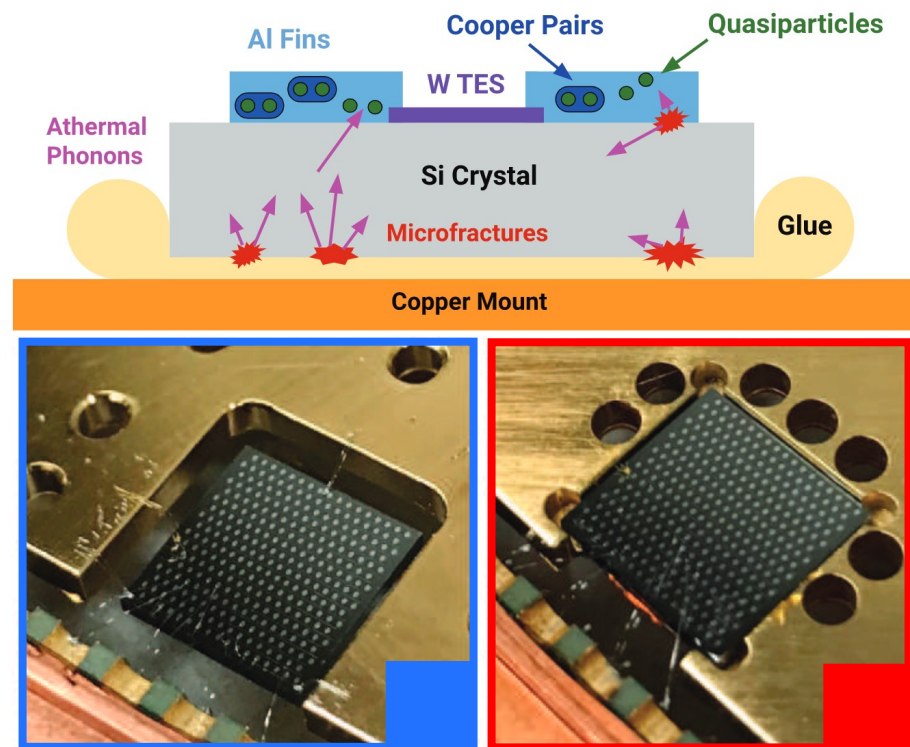 Al Fins
Cooper Pairs
Quasiparticles
W TES
Athermal
Phonons
Si Crystal
Microfractures
Glue
Copper Mount